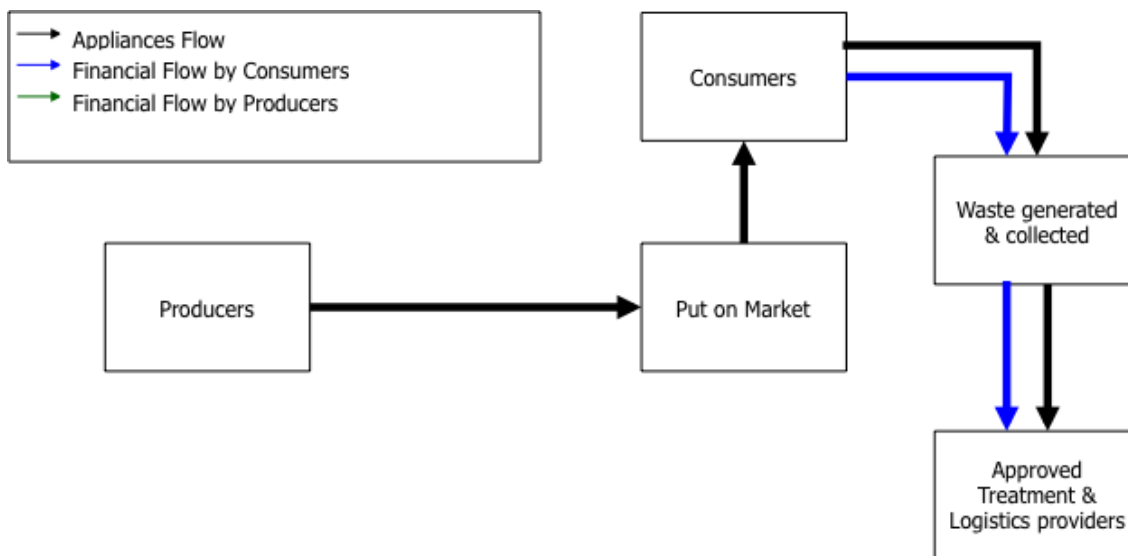 Appliances Flow
Financial Flow by Consumers
Financial Flow by Producers
Consumers
Waste generated
& collected
Producers
Put on Market
Approved
Treatment &
Logistics providers